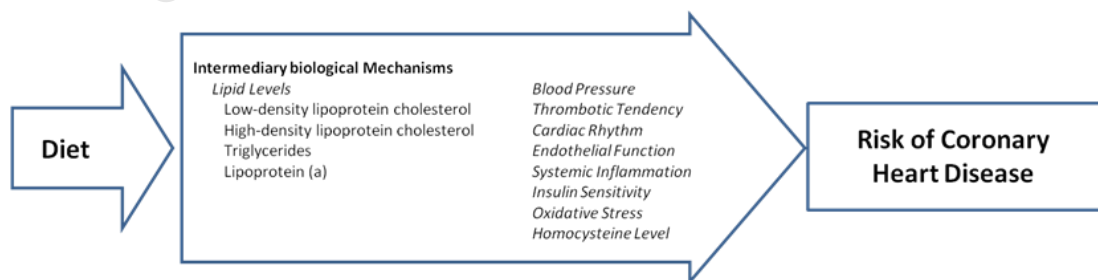 Diet
Intermediary biological Mechanisms
Lipid Levels
Low-density lipoprotein cholesterol
High-density lipoprotein cholesterol
Triglycerides
Lipoprotein (a)
Blood Pressure
Thrombotic Tendency
Cardiac Rhythm
Endothelial Function
Systemic Inflammation
Insulin Sensitivity
Oxidative Stress
Homocysteine Level
Risk of Coronary
Heart Disease